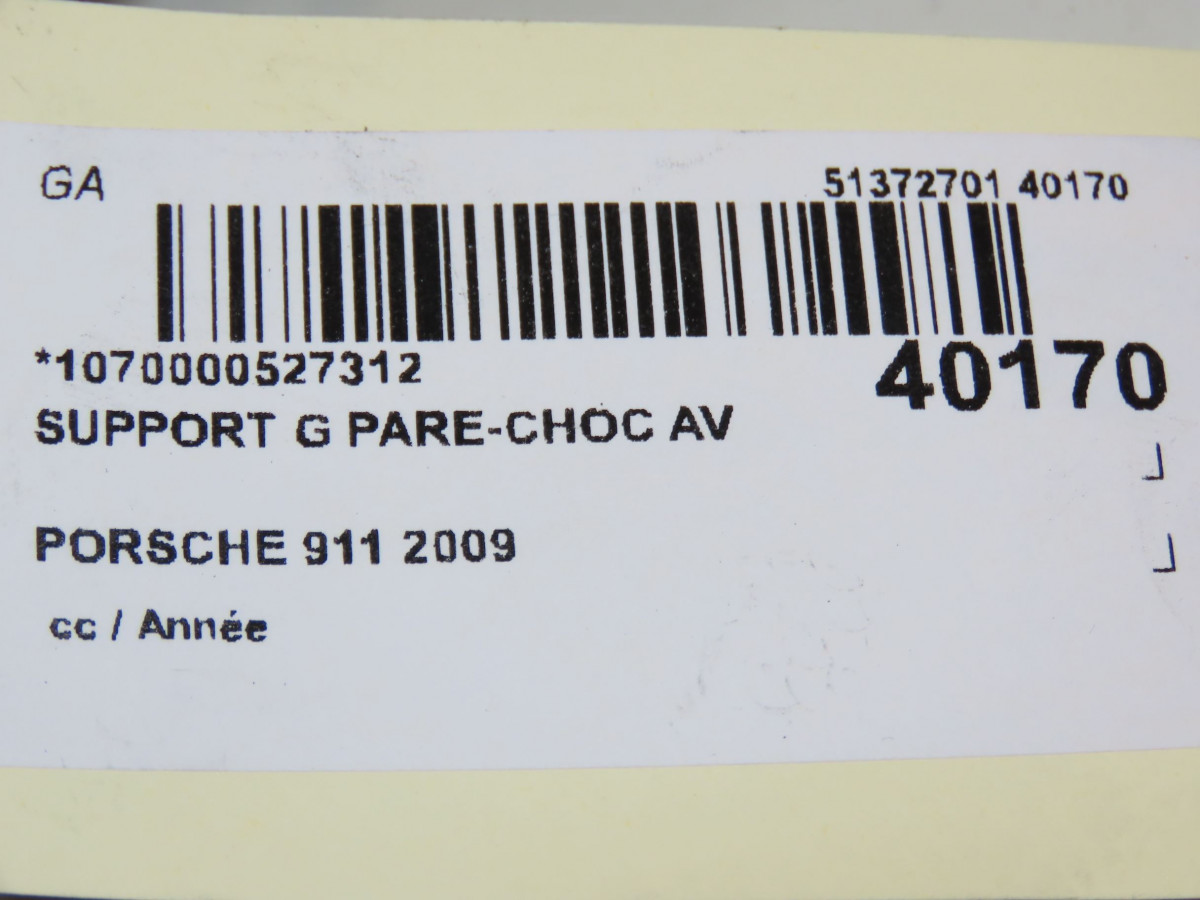 GA
51372701 40170
*1070000527312
40170
SUPPORT G PARE-CHOC AV
PORSCHE 911 2009
cc / Année